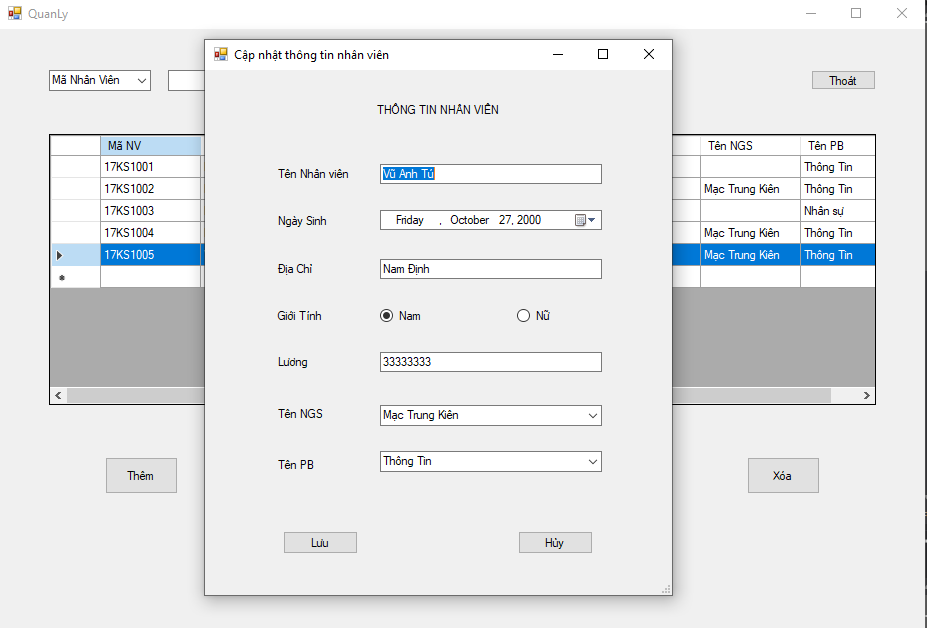 QuanLy
Cập nhật thông tin nhân viên
Mã Nhân Viên
Thoát
THÔNG TIN NHÂN VIÊN
Mã NV
Tên NGS
Tên PB
17KS1001
Thông Tin
17KS1002
Mạc Trung Kiên
Thông Tin
17KS1003
Nhân sự
17KS1004
Mạc Trung Kiên
Thông Tin
17KS1005
Mạc Trung Kiên
Thông Tin
Tên Nhân viên
Vũ Anh Tú
Ngày Sinh
Friday , October 27, 2000
Địa Chỉ
Nam Định
Giới Tính
Nam
Nữ
Lương
33333333
Tên NGS
Mạc Trung Kiên
Tên PB
Thông Tin
Thêm
Xóa
Lưu
Hủy